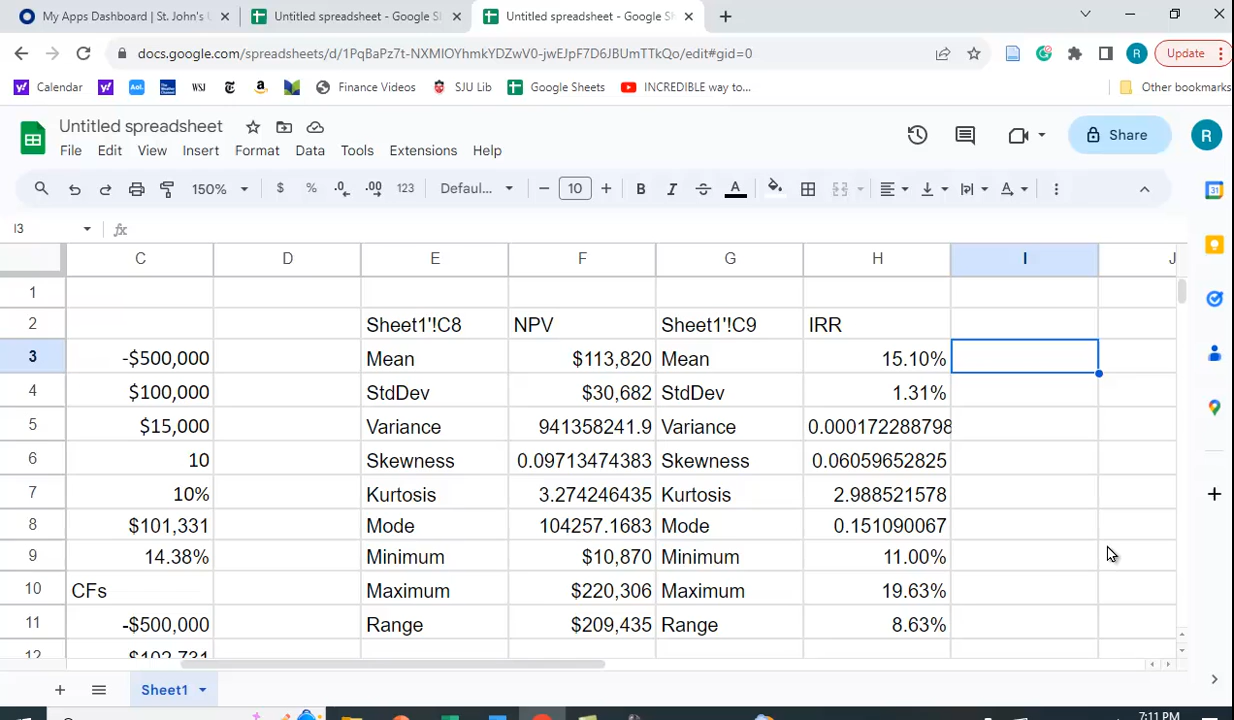 My Apps Dashboard | St. John's
Untitled spreadsheet - Google Sh
Untitled spreadsheet - Google Sh
docs.google.com/spreadsheets/d/1PqBaPz7t-NXMIOYhmkYDZwV0-jwEJpF7D6JBUmTTkQo/edit#gid=0
Update
Calendar Aol. WSJ Finance Videos SJU Lib Google Sheets INCREDIBLE way to... Other bookmarks
Untitled spreadsheet
File Edit View Insert Format Data Tools Extensions Help
Share
R
150% $ % .0 .00 123 Defaul... 10 B I A
I3 fx
C D E F G H I J
1
2 Sheet1'!C8 NPV Sheet1'!C9 IRR
3 -$500,000 Mean $113,820 Mean 15.10%
4 $100,000 StdDev $30,682 StdDev 1.31%
5 $15,000 Variance 941358241.9 Variance 0.000172288798
6 10 Skewness 0.09713474383 Skewness 0.06059652825
7 10% Kurtosis 3.274246435 Kurtosis 2.988521578
8 $101,331 Mode 104257.1683 Mode 0.151090067
9 14.38% Minimum $10,870 Minimum 11.00%
10 CFs Maximum $220,306 Maximum 19.63%
11 -$500,000 Range $209,435 Range 8.63%
12 $102,731
Sheet1
7:11 PM